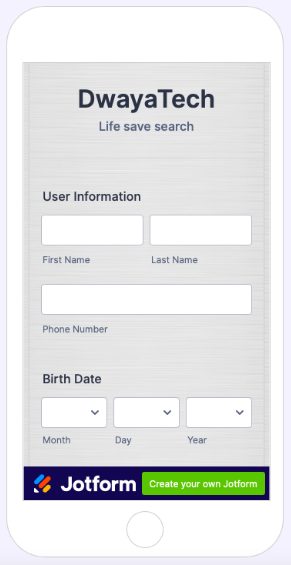 DwayaTech
Life save search
User Information
First Name Last Name
Phone Number
Birth Date
Month Day Year
Jotform Create your own Jotform